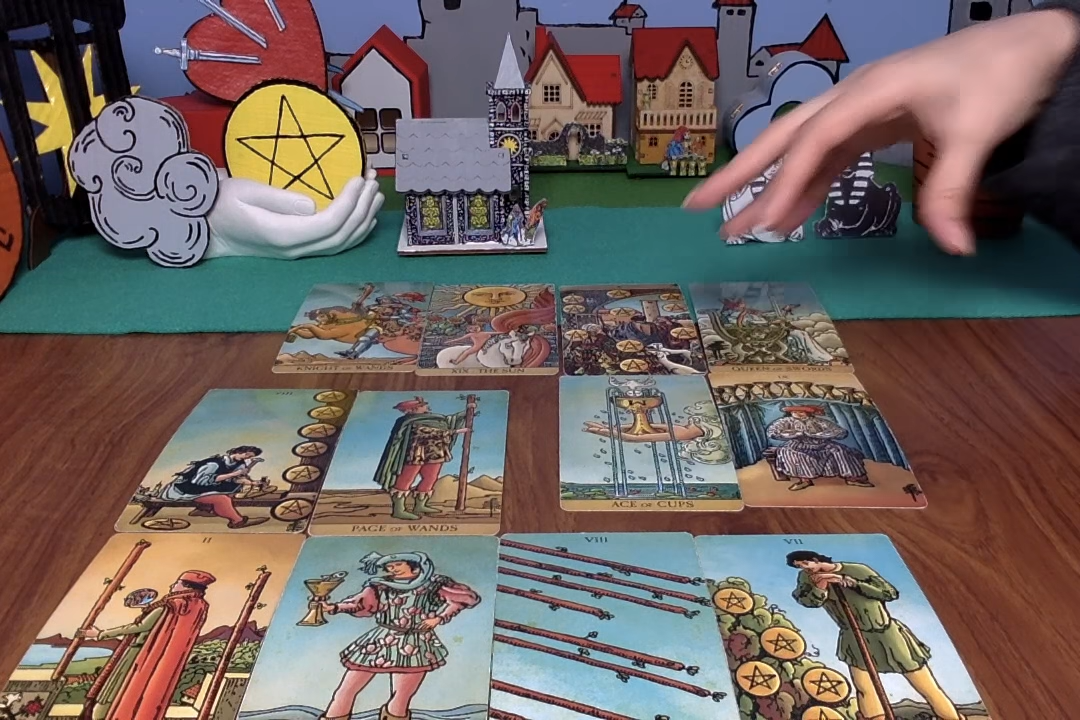 KNIGHT OF WANDS
XIX THE SUN
QUEEN OF SWORDS
VIII
IX
PAGE OF WANDS
ACE OF CUPS
II
VIII
VII